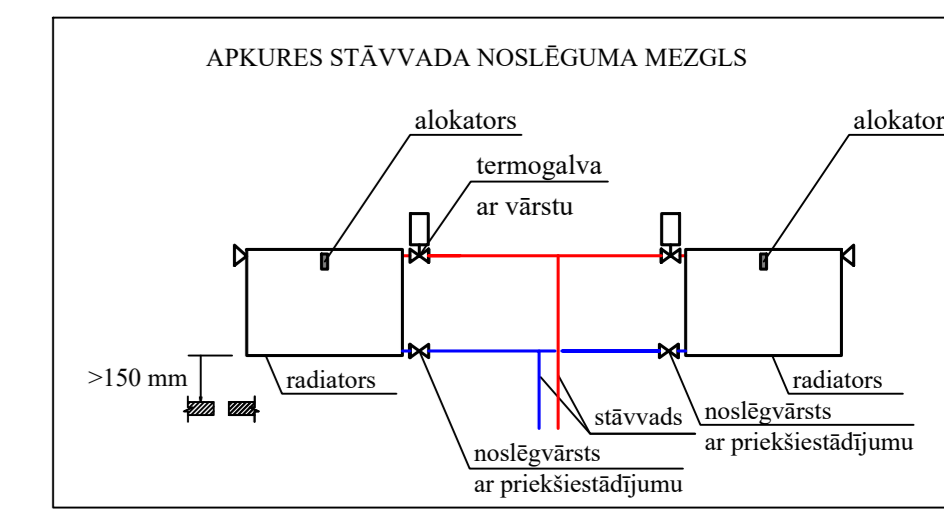 APKURES STĀVVADA NOSLĒGUMA MEZGLS
alokators
alokator
termogalva
ar vārstu
>150 mm
radiators
radiators
stāvvads
noslēgvārsts
ar priekšiestādījumu
noslēgvārsts
ar priekšiestādījumu